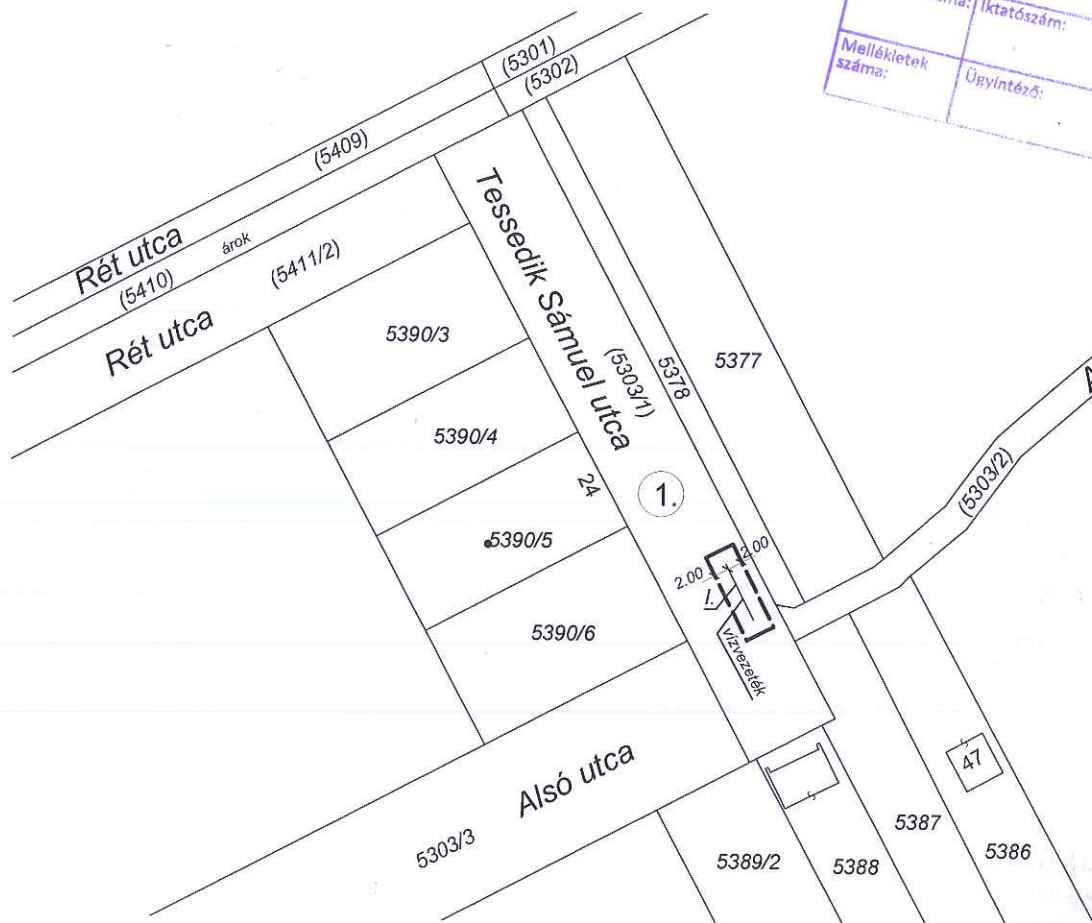 Iktatószám:
Mellékletek
száma:
Ügyintéző:
(5301)
(5302)
(5409)
Rét utca
árok
(5410)
(5411/2)
Rét utca
Tessedik Sámuel utca
(5303/1)
5378
5377
5390/3
5390/4
24
1.
5390/5
5390/6
(5303/2)
2.00
2.00
I.
vízvezeték
Alsó utca
5303/3
47
5389/2
5388
5387
5386